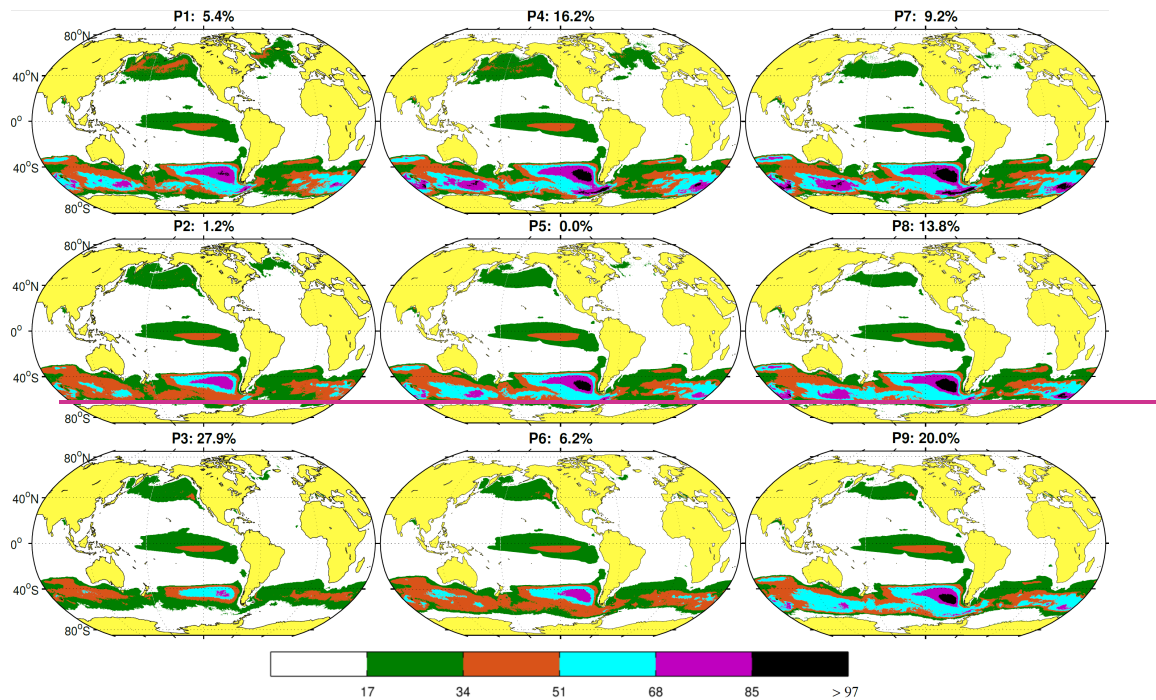 P1: 5.4% P4: 16.2% P7: 9.2%
80°N
40°N
0°
40°S
80°S
P2: 1.2% P5: 0.0% P8: 13.8%
80°N
40°N
0°
40°S
80°S
P3: 27.9% P6: 6.2% P9: 20.0%
80°N
40°N
0°
40°S
80°S
17 34 51 68 85 > 97